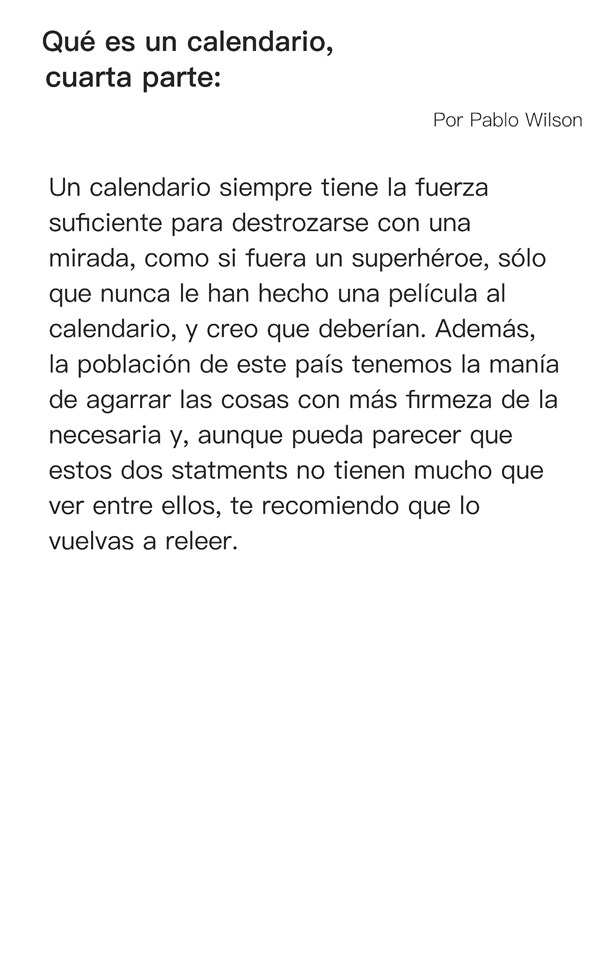 Qué es un calendario,
cuarta parte:
Por Pablo Wilson
Un calendario siempre tiene la fuerza
suficiente para destrozarse con una
mirada, como si fuera un superhéroe, sólo
que nunca le han hecho una película al
calendario, y creo que deberían. Además,
la población de este país tenemos la manía
de agarrar las cosas con más firmeza de la
necesaria y, aunque pueda parecer que
estos dos statments no tienen mucho que
ver entre ellos, te recomiendo que lo
vuelvas a releer.